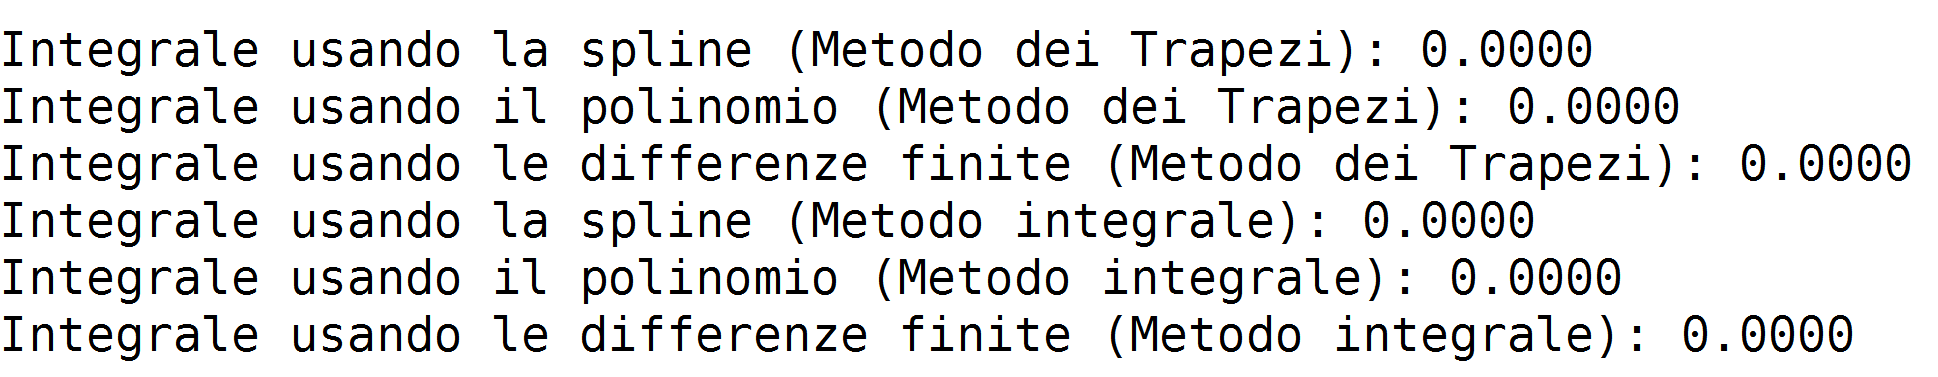 Integrale usando la spline (Metodo dei Trapezi): 0.0000
Integrale usando il polinomio (Metodo dei Trapezi): 0.0000
Integrale usando le differenze finite (Metodo dei Trapezi): 0.0000
Integrale usando la spline (Metodo integrale): 0.0000
Integrale usando il polinomio (Metodo integrale): 0.0000
Integrale usando le differenze finite (Metodo integrale): 0.0000